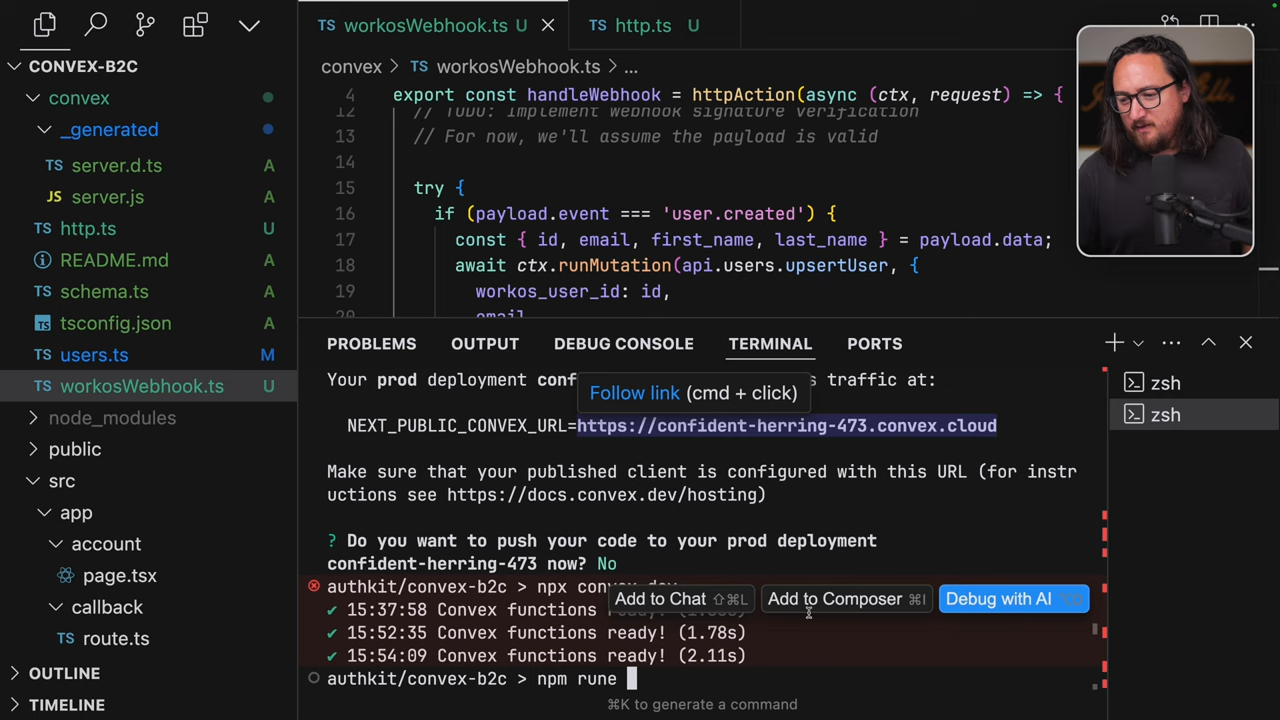 TS workosWebhook.ts U
TS http.ts U
CONVEX-B2C
convex
_generated
TS server.d.ts A
JS server.js A
TS http.ts U
README.md A
TS schema.ts A
TS tsconfig.json A
TS users.ts M
TS workosWebhook.ts U
node_modules
public
src
app
account
page.tsx
callback
TS route.ts
OUTLINE
TIMELINE
convex > TS workosWebhook.ts > ...
4 export const handleWebhook = httpAction(async (ctx, request) => {
12 // TODO: Implement webhook signature verification
13 // For now, we'll assume the payload is valid
14
15 try {
16 if (payload.event === 'user.created') {
17 const { id, email, first_name, last_name } = payload.data;
18 await ctx.runMutation(api.users.upsertUser, {
19 workos_user_id: id,
20 email
PROBLEMS OUTPUT DEBUG CONSOLE TERMINAL PORTS
zsh
zsh
Your prod deployment conf s traffic at:
Follow link (cmd + click)
NEXT_PUBLIC_CONVEX_URL=https://confident-herring-473.convex.cloud
Make sure that your published client is configured with this URL (for instr
uctions see https://docs.convex.dev/hosting)
? Do you want to push your code to your prod deployment
confident-herring-473 now? No
authkit/convex-b2c > npx convex dev
Add to Chat ⇧⌘L Add to Composer ⌘I Debug with AI
✔ 15:37:58 Convex functions
✔ 15:52:35 Convex functions ready! (1.78s)
✔ 15:54:09 Convex functions ready! (2.11s)
authkit/convex-b2c > npm rune
⌘K to generate a command